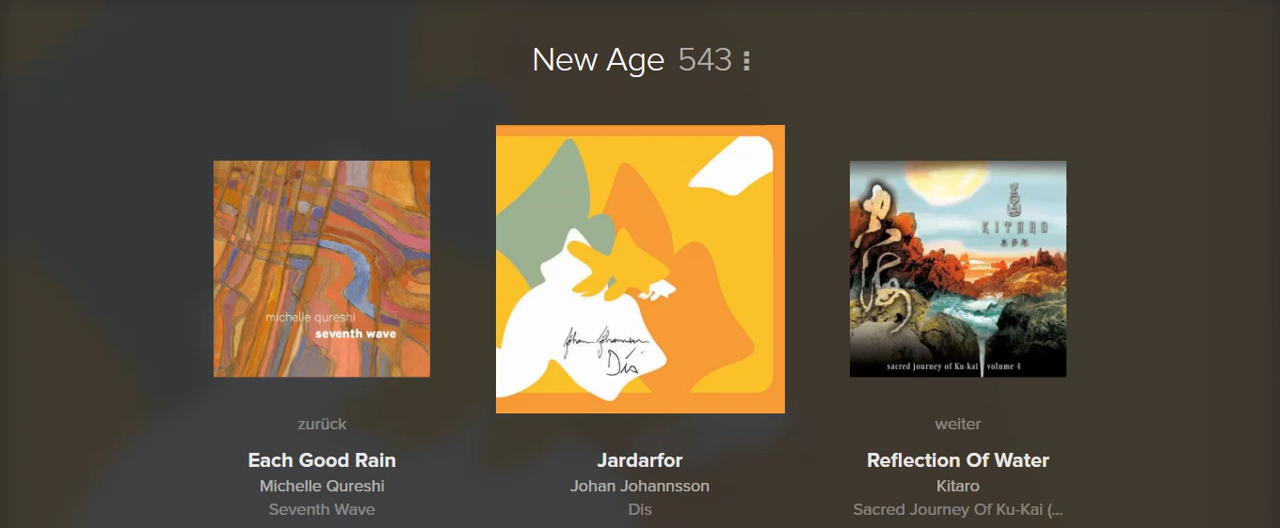 New Age 543
michelle qureshi
seventh wave
Johan Johannsson
Dis
KITARO
sacred journey of Ku-kai volume 4
zurück
weiter
Each Good Rain
Jardarfor
Reflection Of Water
Michelle Qureshi
Johan Johannsson
Kitaro
Seventh Wave
Dis
Sacred Journey Of Ku-Kai (...